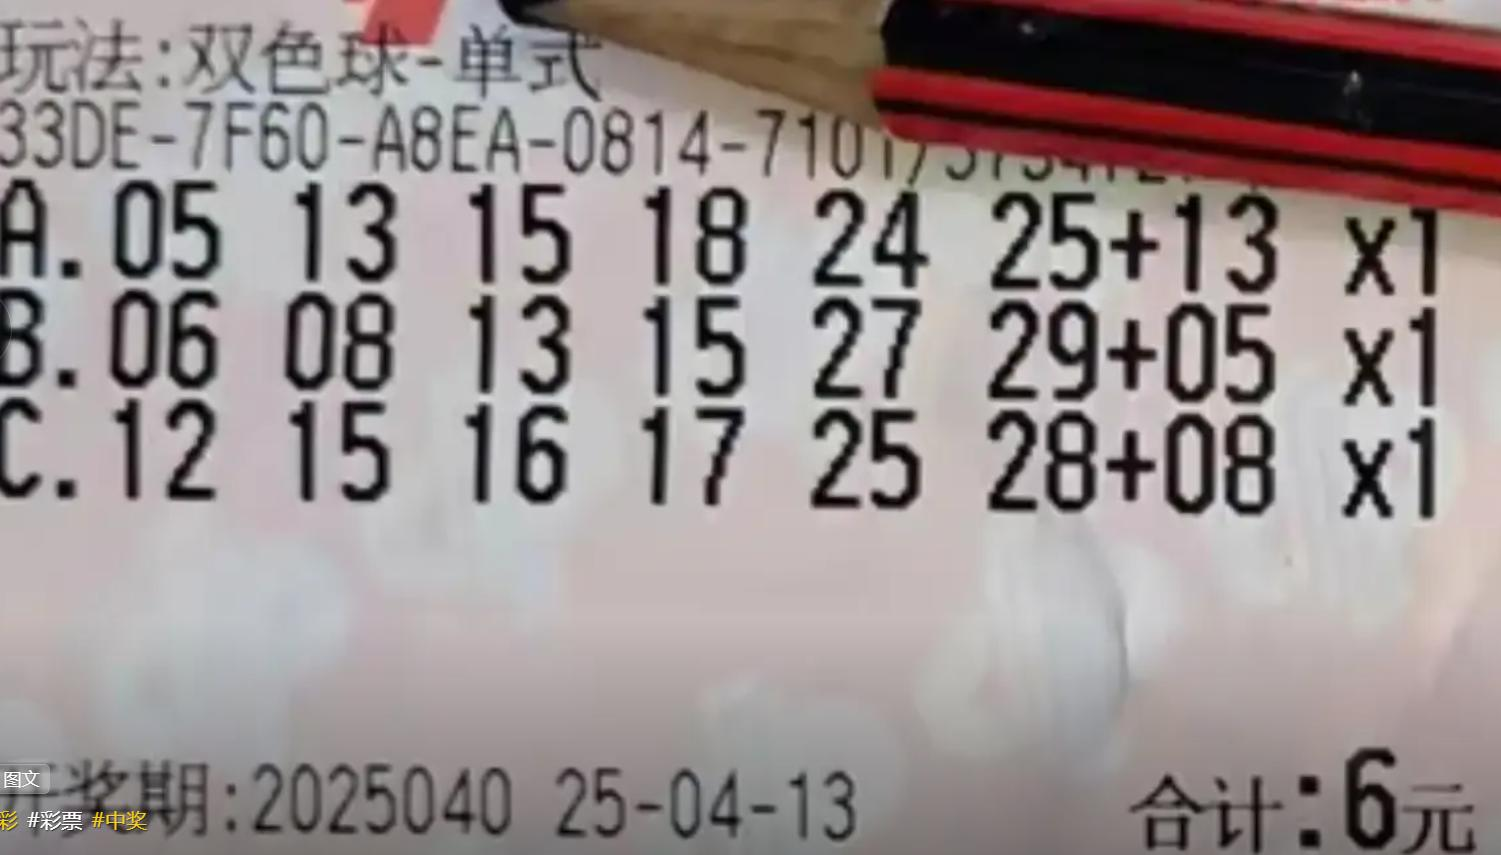 玩法:双色球-单式
33DE-7F60-A8EA-0814-7101/
A.05 13 15 18 24 25+13 x1
B.06 08 13 15 27 29+05 x1
C.12 15 16 17 25 28+08 x1
图文
开奖期:2025040 25-04-13 合计:6元
彩 #彩票 #中奖